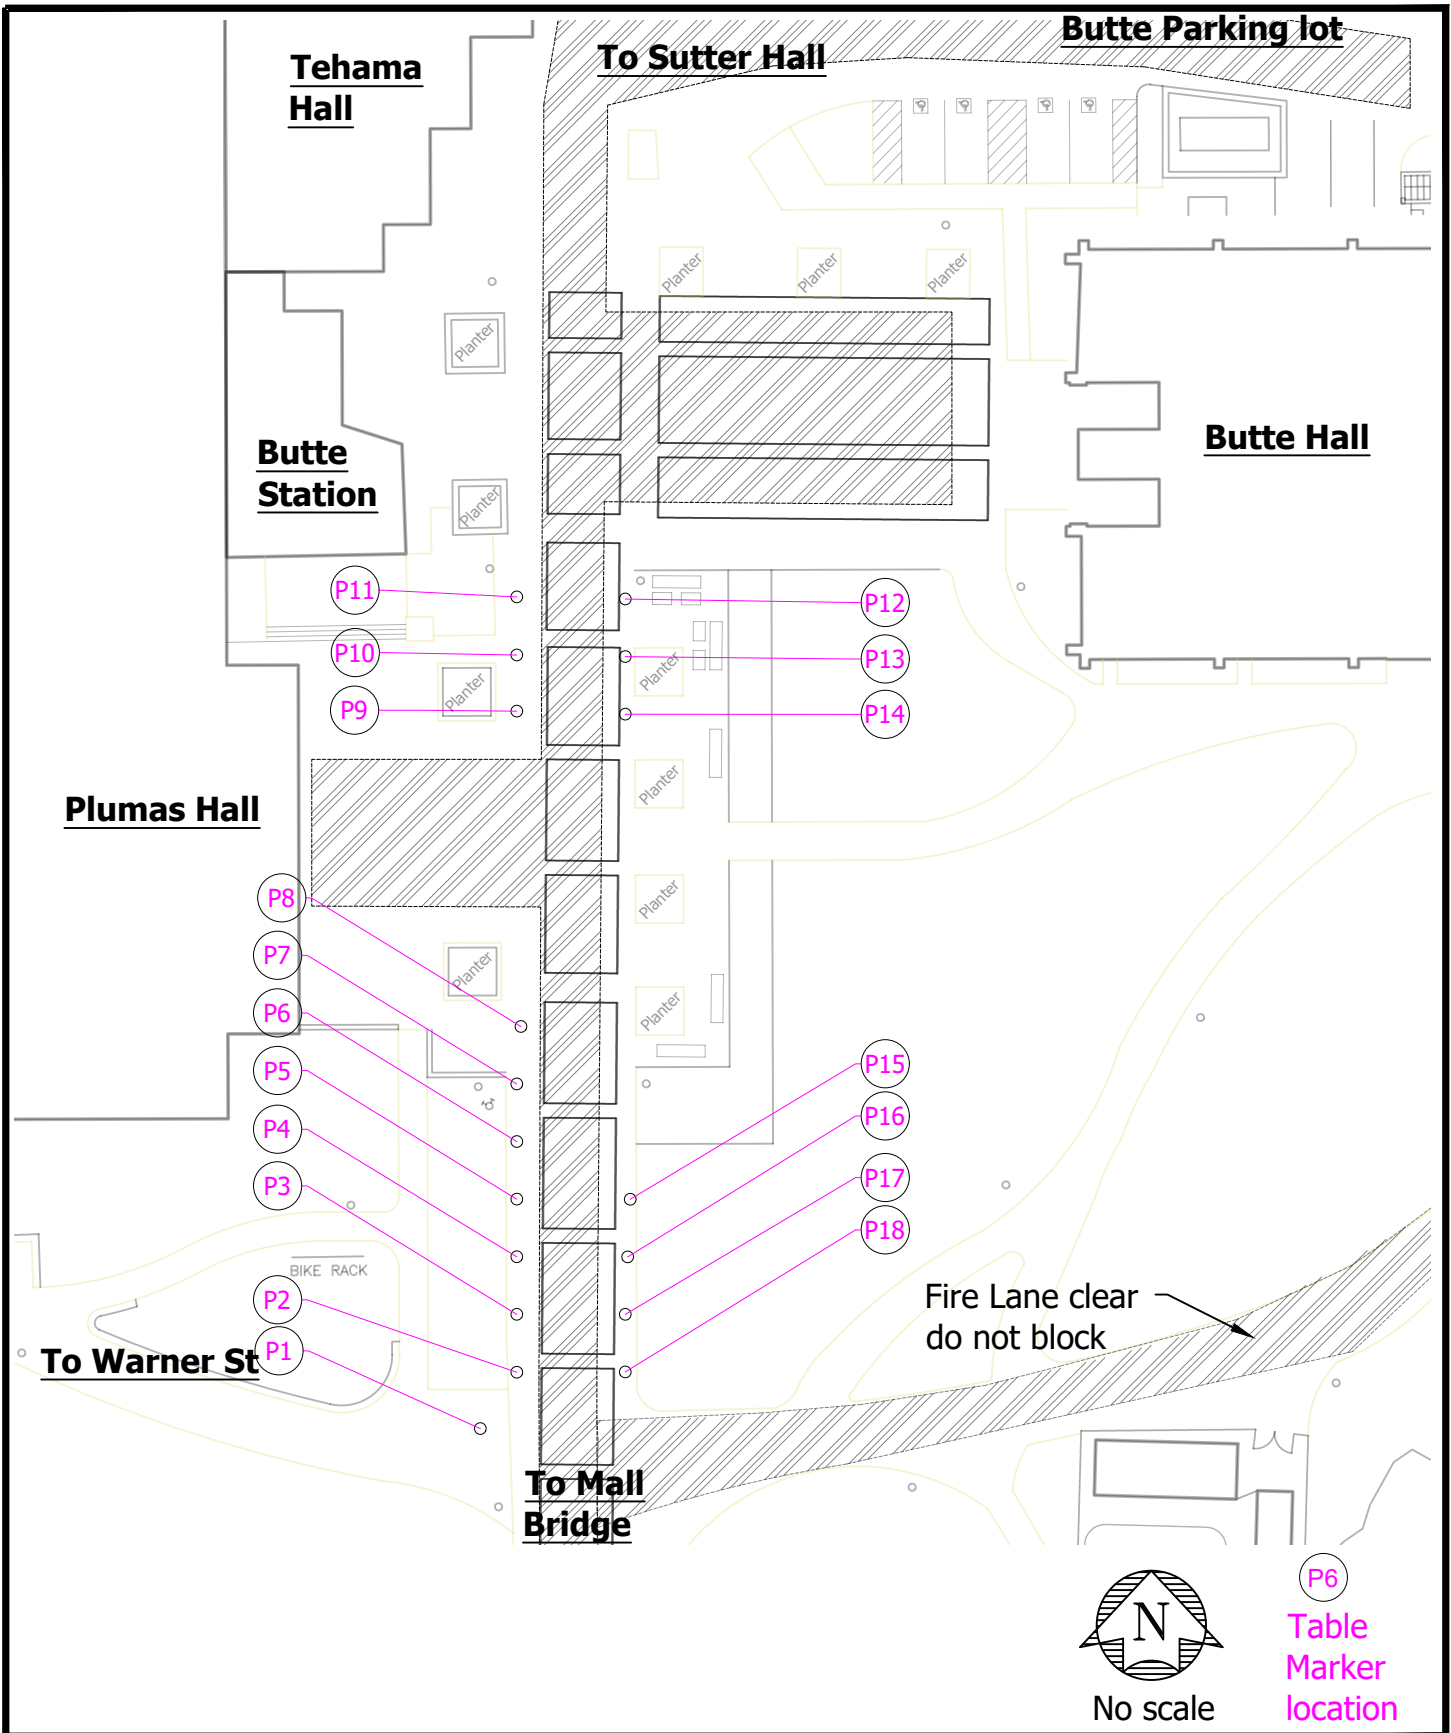 Butte Parking lot
To Sutter Hall
Tehama
Hall
Planter
Planter
Planter
Planter
Butte Hall
Butte
Station
Planter
P11
P12
P10
P13
Planter
Planter
P9
P14
Planter
Plumas Hall
P8
Planter
P7
Planter
P6
Planter
P5
P15
P4
P16
P3
P17
P18
BIKE RACK
P2
Fire Lane clear
do not block
P1
To Warner St
To Mall
Bridge
P6
N
Table
Marker
location
No scale